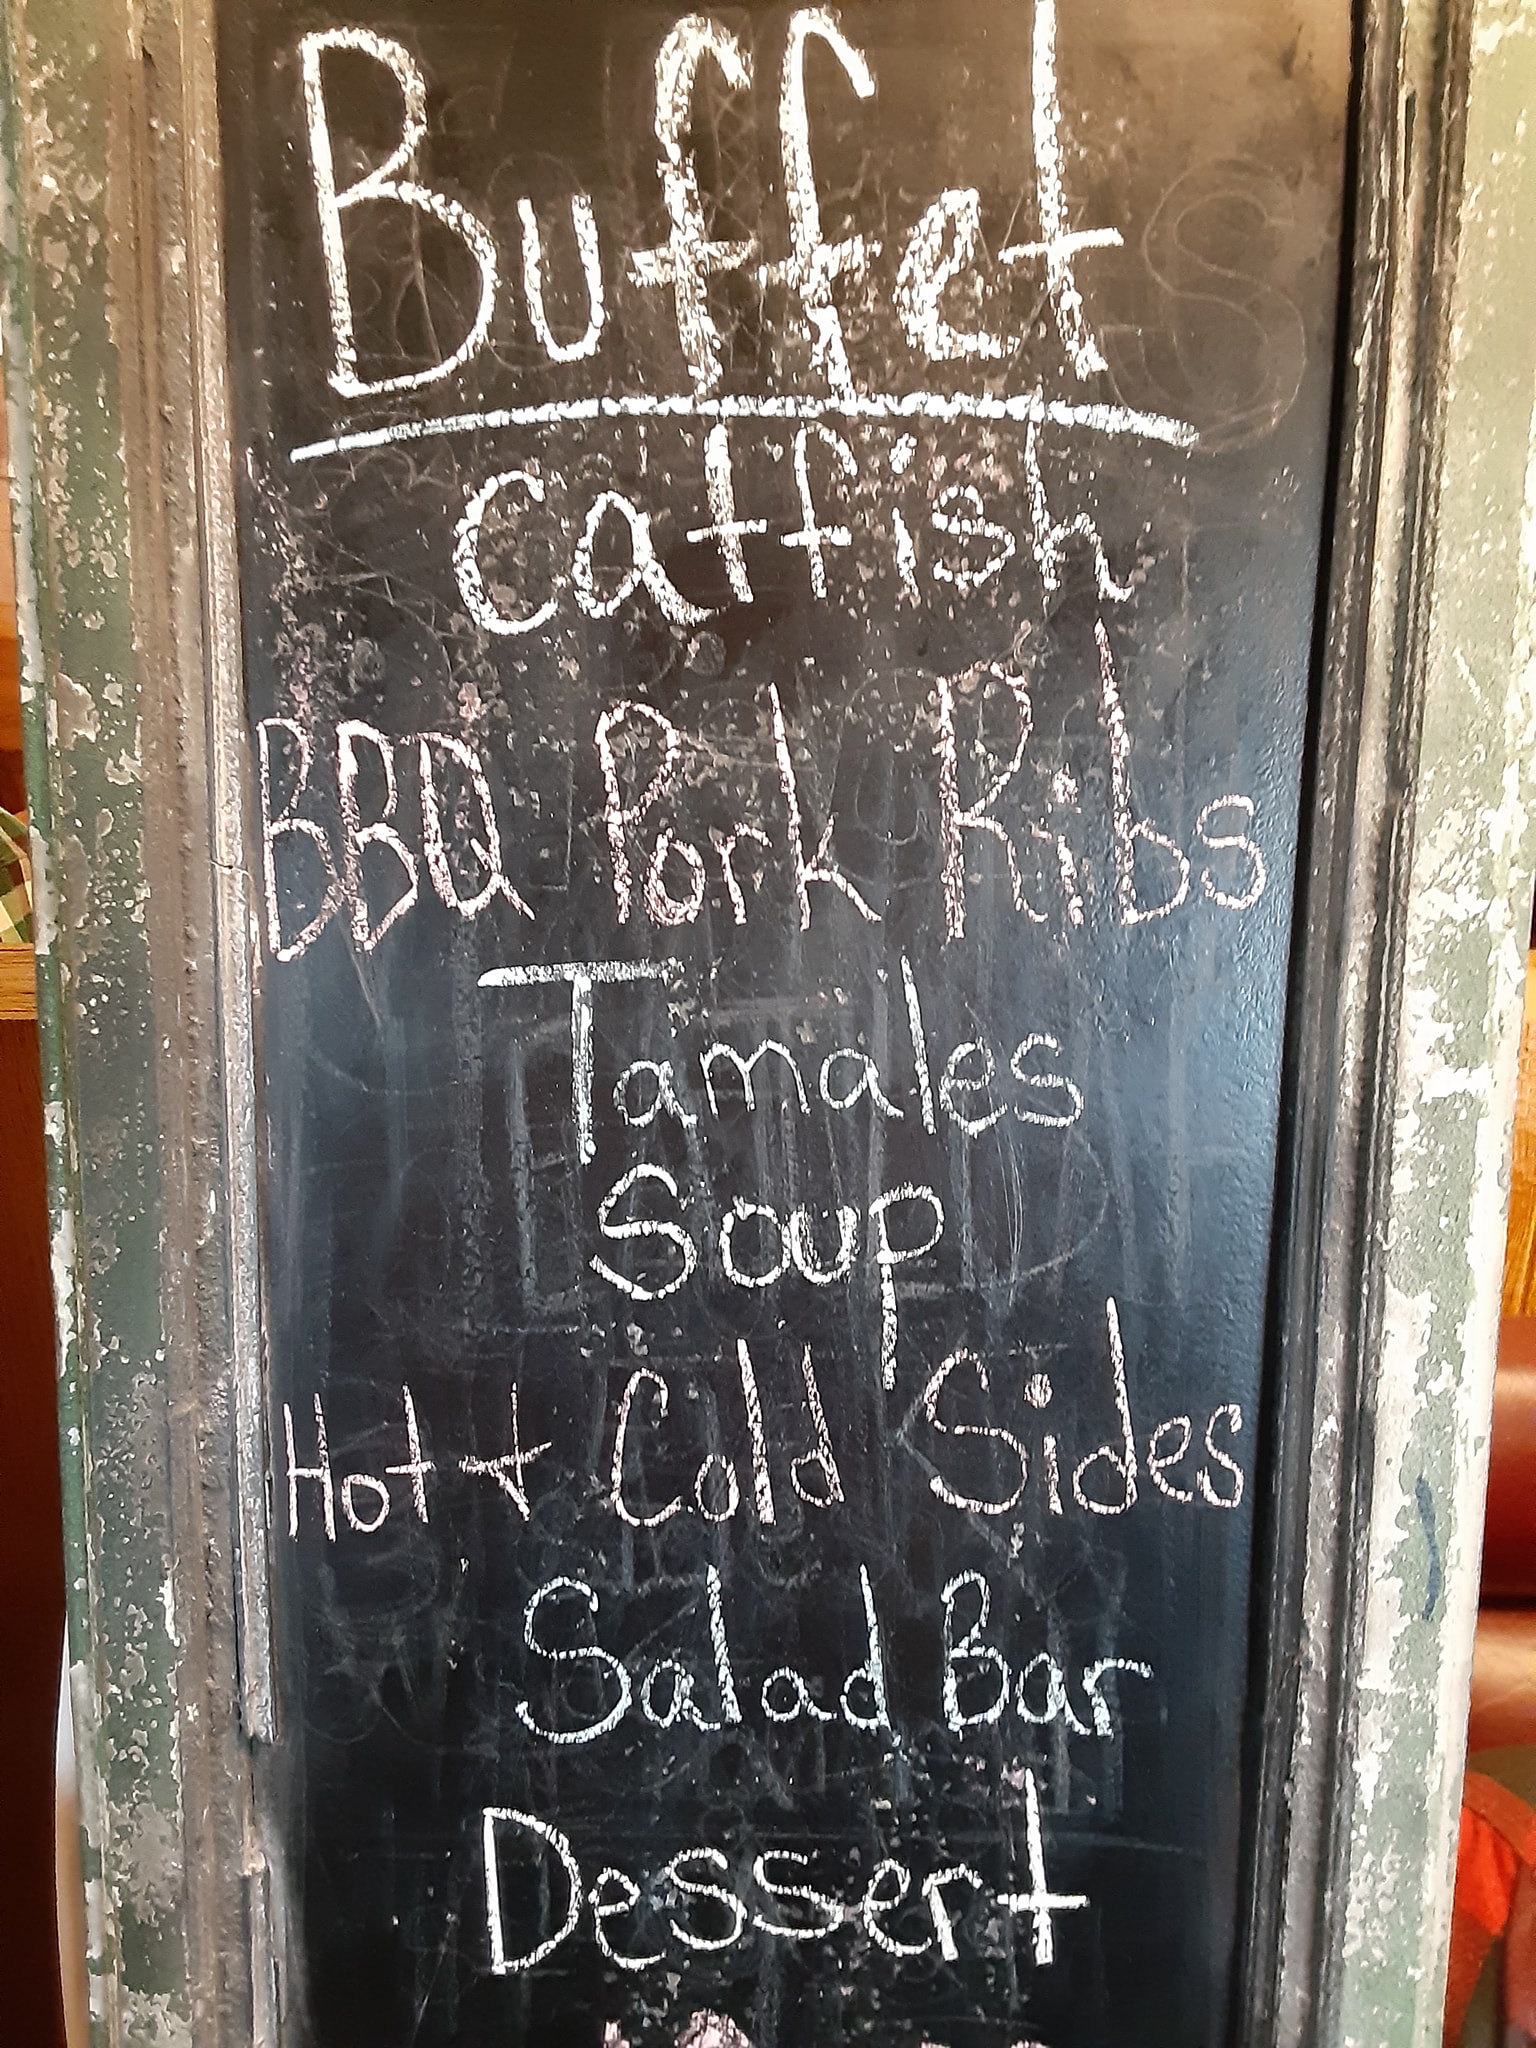 Buffet
Catfish
BBQ Pork Ribs
Tamales
Soup
Hot + Cold Sides
Salad Bar
Dessert